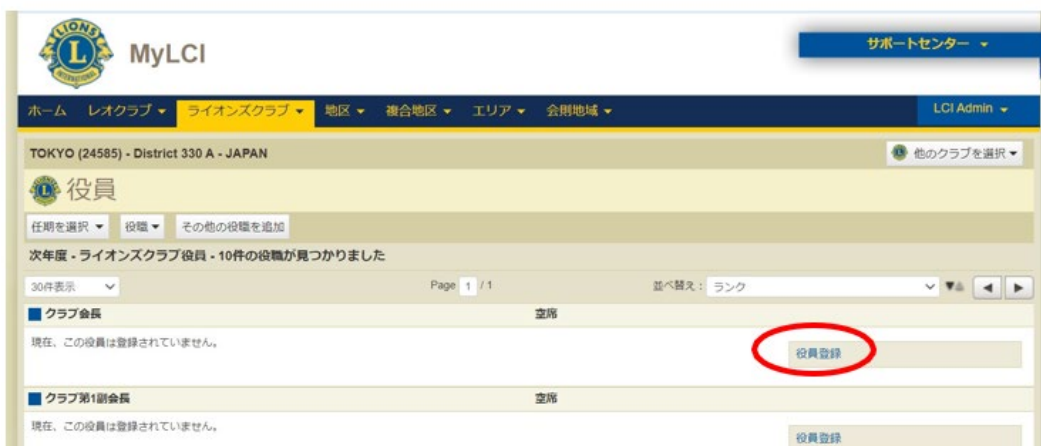 LIONS
L
INTERNATIONAL
MyLCI
サポートセンター
ホーム レオクラブ ライオンズクラブ 地区 複合地区 エリア 会則地域 LCI Admin
TOKYO (24585) - District 330 A - JAPAN 他のクラブを選択
役員
任期を選択 役職 その他の役職を追加
次年度 - ライオンズクラブ役員 - 10件の役職が見つかりました
30件表示 Page 1 / 1 並べ替え : ランク
クラブ会長 空席
現在、この役員は登録されていません。
役員登録
クラブ第1副会長 空席
現在、この役員は登録されていません。
役員登録